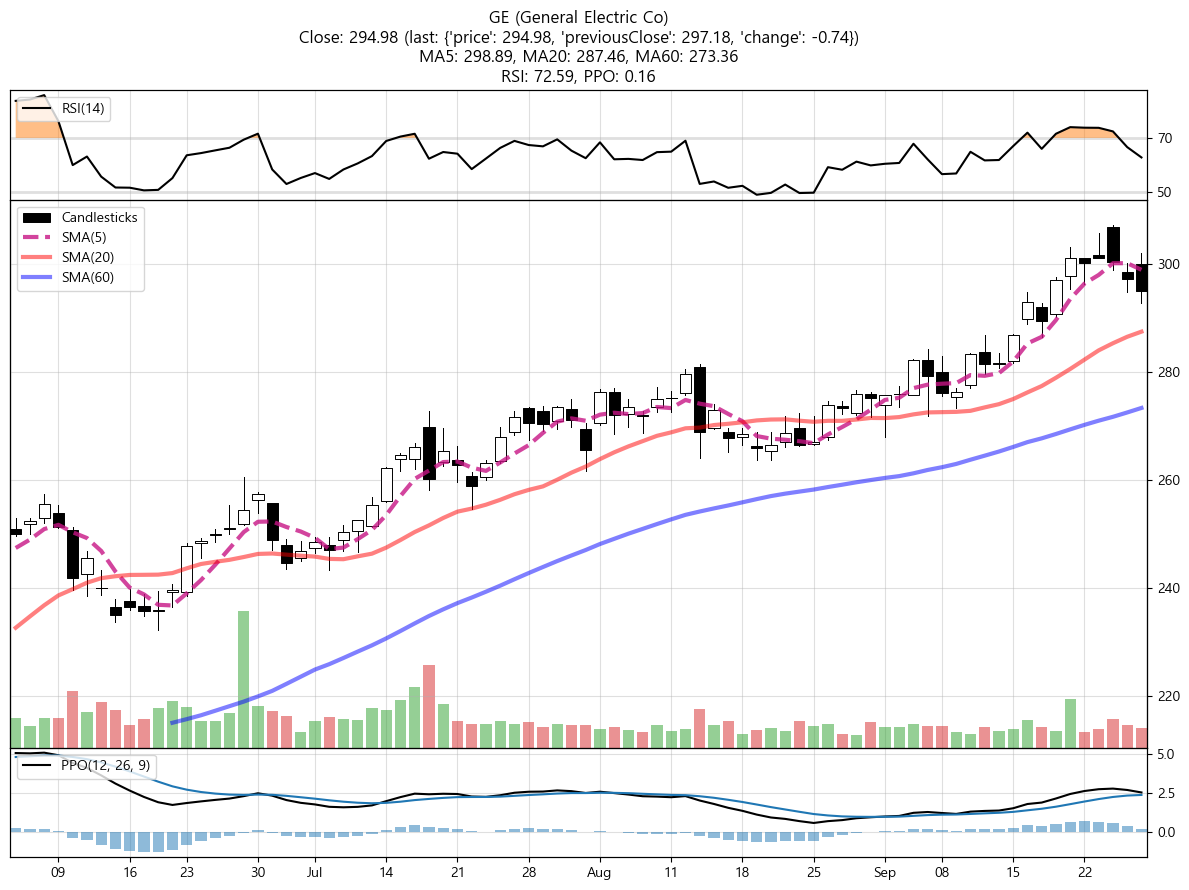 GE (General Electric Co)
Close: 294.98 (last: {'price': 294.98, 'previousClose': 297.18, 'change': -0.74})
MA5: 298.89, MA20: 287.46, MA60: 273.36
RSI: 72.59, PPO: 0.16
RSI(14)
70
50
Candlesticks
SMA(5)
SMA(20)
SMA(60)
300
280
260
240
220
PPO(12, 26, 9)
5.0
2.5
0.0
09 16 23 30 Jul 14 21 28 Aug 11 18 25 Sep 08 15 22